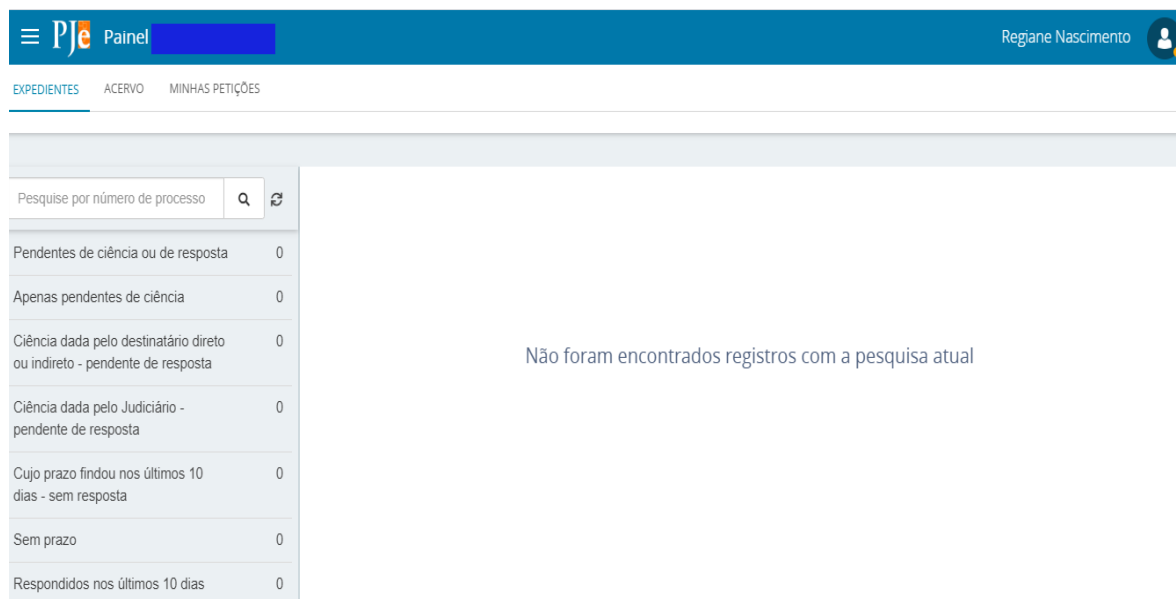 PJe Painel
Regiane Nascimento
EXPEDIENTES ACERVO MINHAS PETIÇÕES
Pesquise por número de processo
Pendentes de ciência ou de resposta 0
Apenas pendentes de ciência 0
Ciência dada pelo destinatário direto 0
ou indireto - pendente de resposta
Ciência dada pelo Judiciário - 0
pendente de resposta
Cujo prazo findou nos últimos 10 0
dias - sem resposta
Sem prazo 0
Respondidos nos últimos 10 dias 0
Não foram encontrados registros com a pesquisa atual